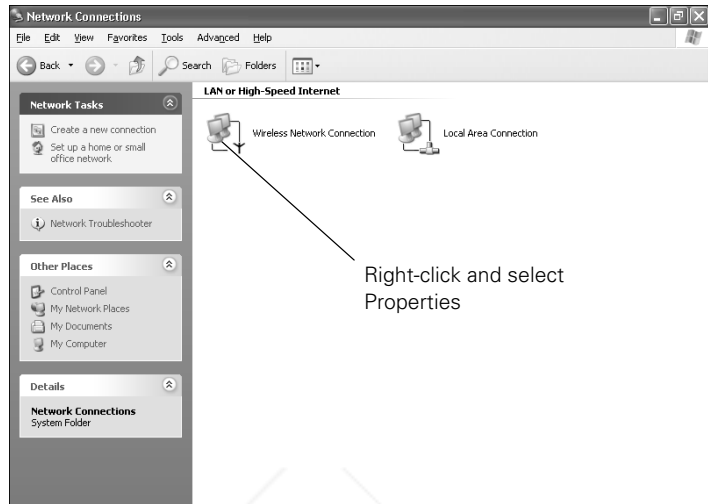 Network Connections
File Edit View Favorites Tools Advanced Help
Back Search Folders
Network Tasks
Create a new connection
Set up a home or small
office network
See Also
Network Troubleshooter
Other Places
Control Panel
My Network Places
My Documents
My Computer
Details
Network Connections
System Folder
LAN or High-Speed Internet
Wireless Network Connection Local Area Connection
Right-click and select
Properties